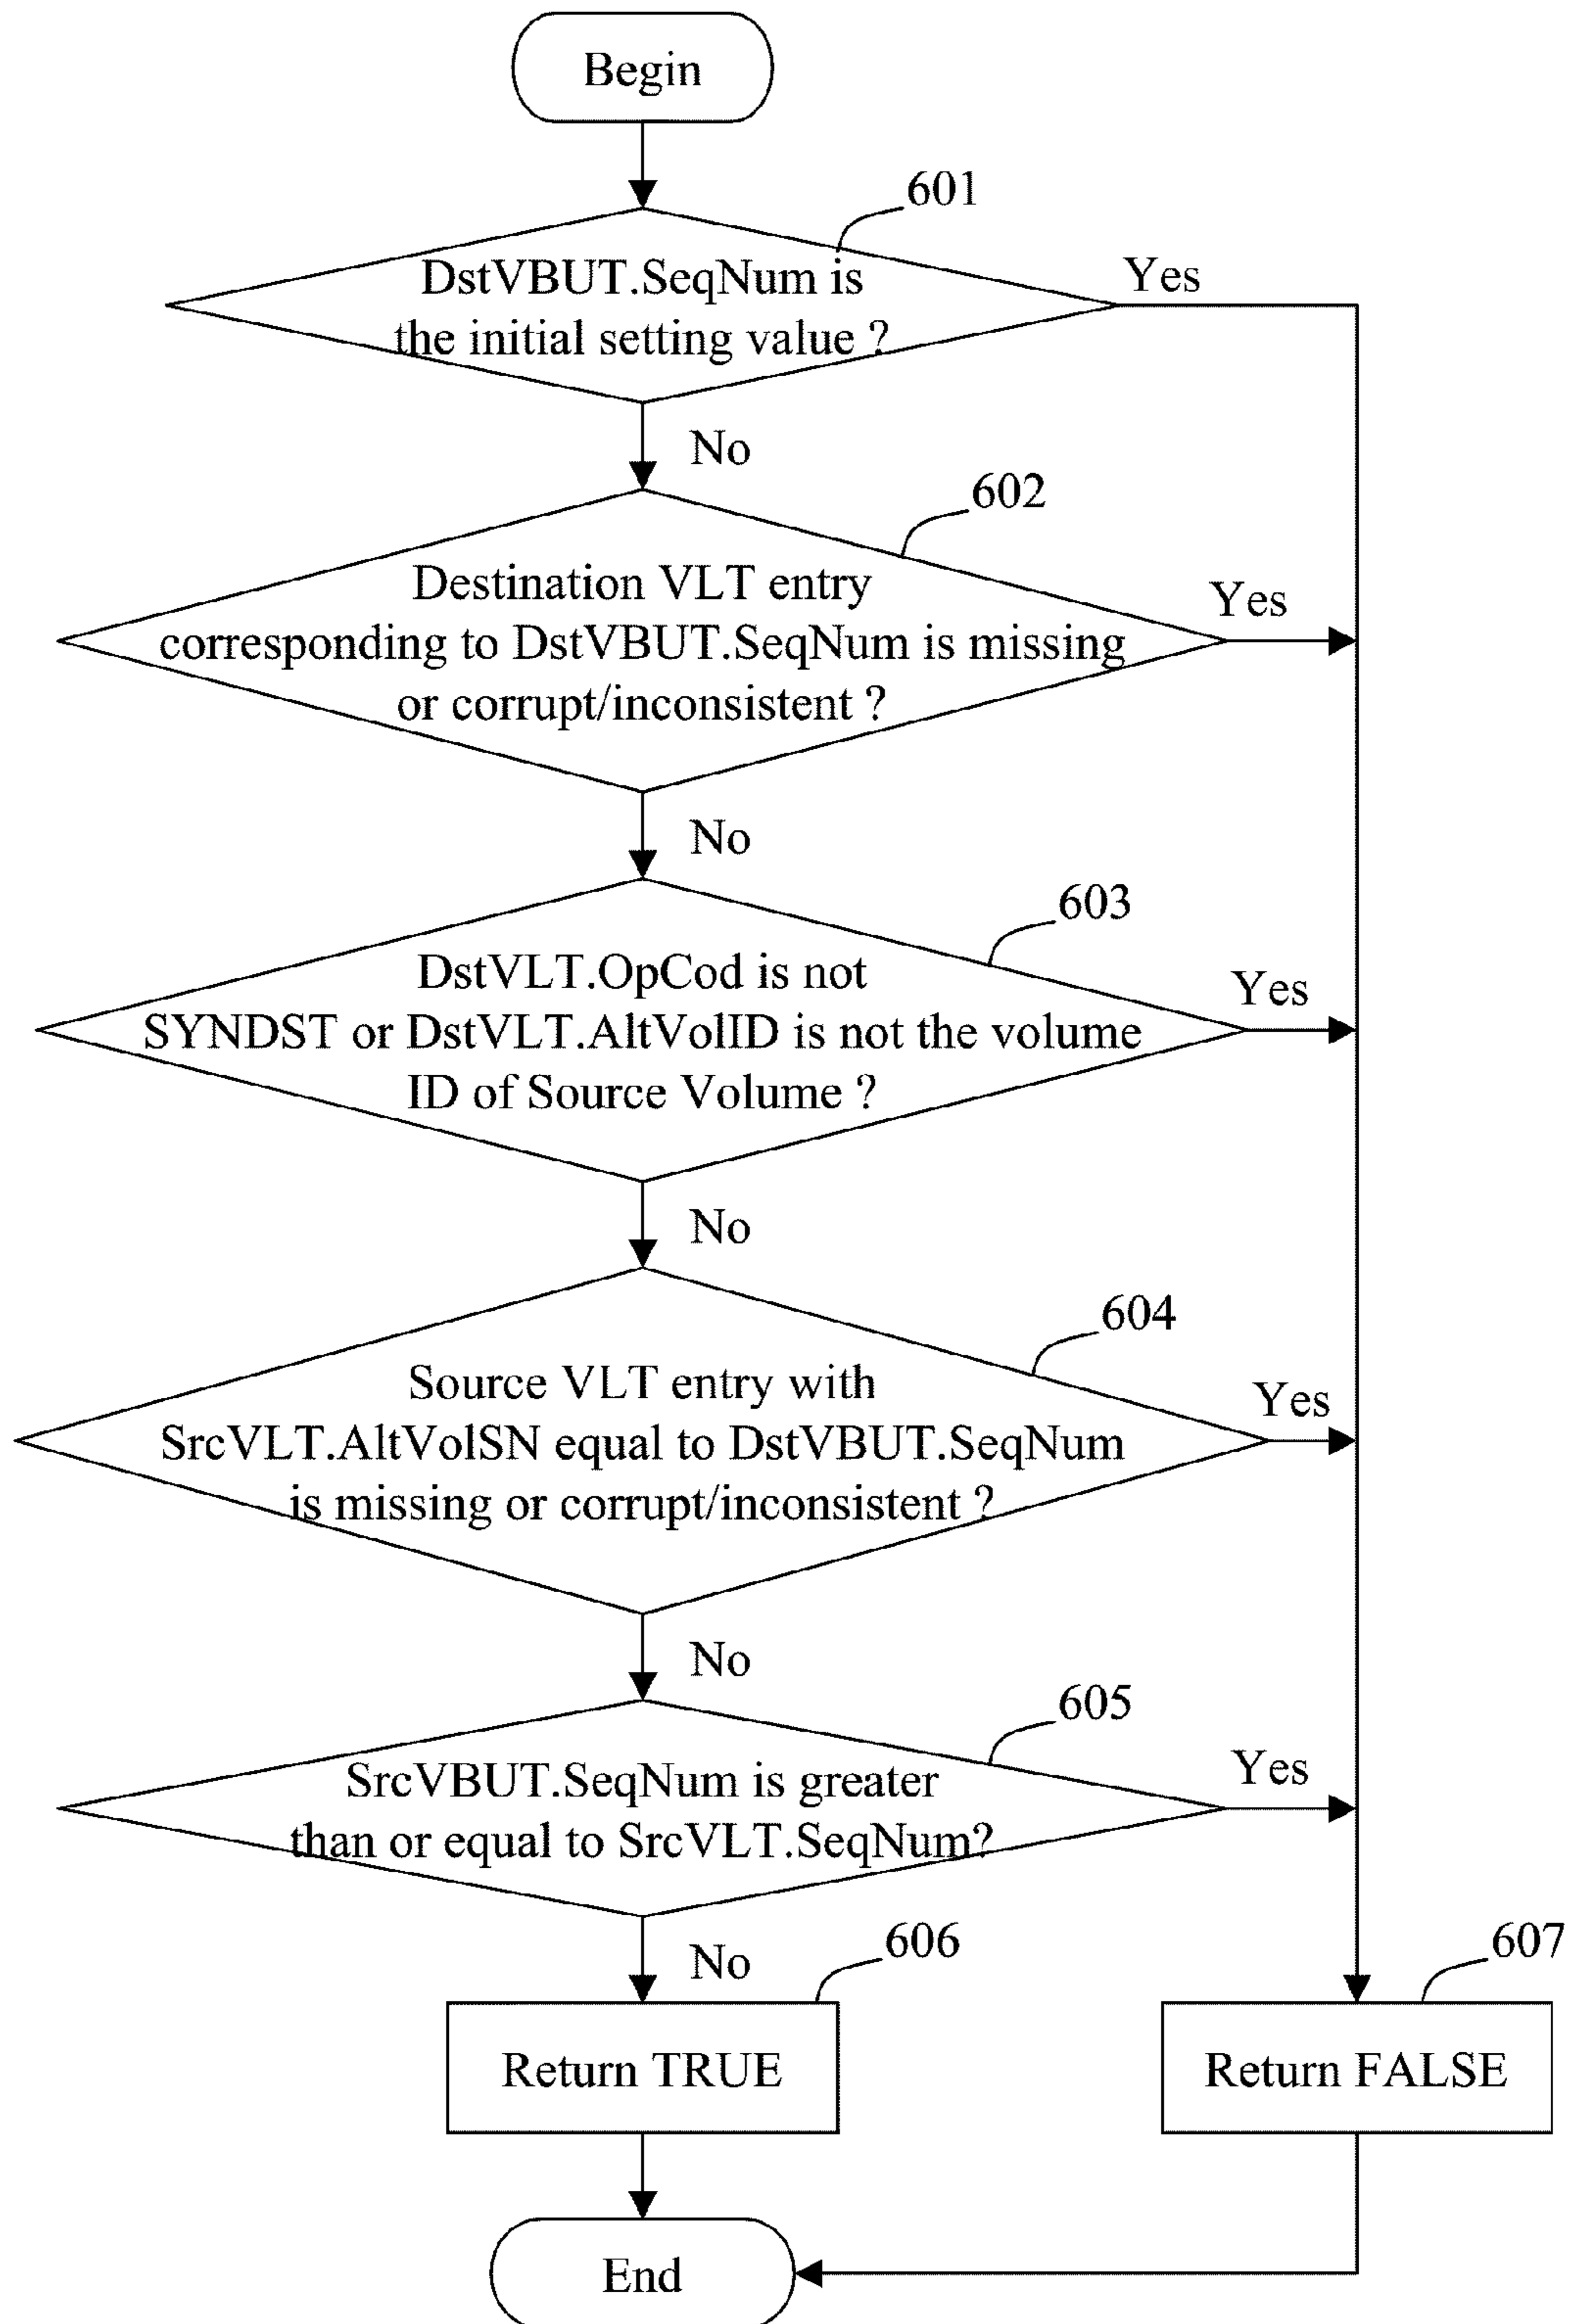 Begin
601
DstVBUT.SeqNum is
the initial setting value ?
Yes
No
602
Destination VLT entry
corresponding to DstVBUT.SeqNum is missing
or corrupt/inconsistent ?
Yes
No
603
DstVLT.OpCod is not
SYNDST or DstVLT.AltVolID is not the volume
ID of Source Volume ?
Yes
No
604
Source VLT entry with
SrcVLT.AltVolSN equal to DstVBUT.SeqNum
is missing or corrupt/inconsistent ?
Yes
No
605
SrcVBUT.SeqNum is greater
than or equal to SrcVLT.SeqNum?
Yes
No
606
607
Return TRUE
Return FALSE
End